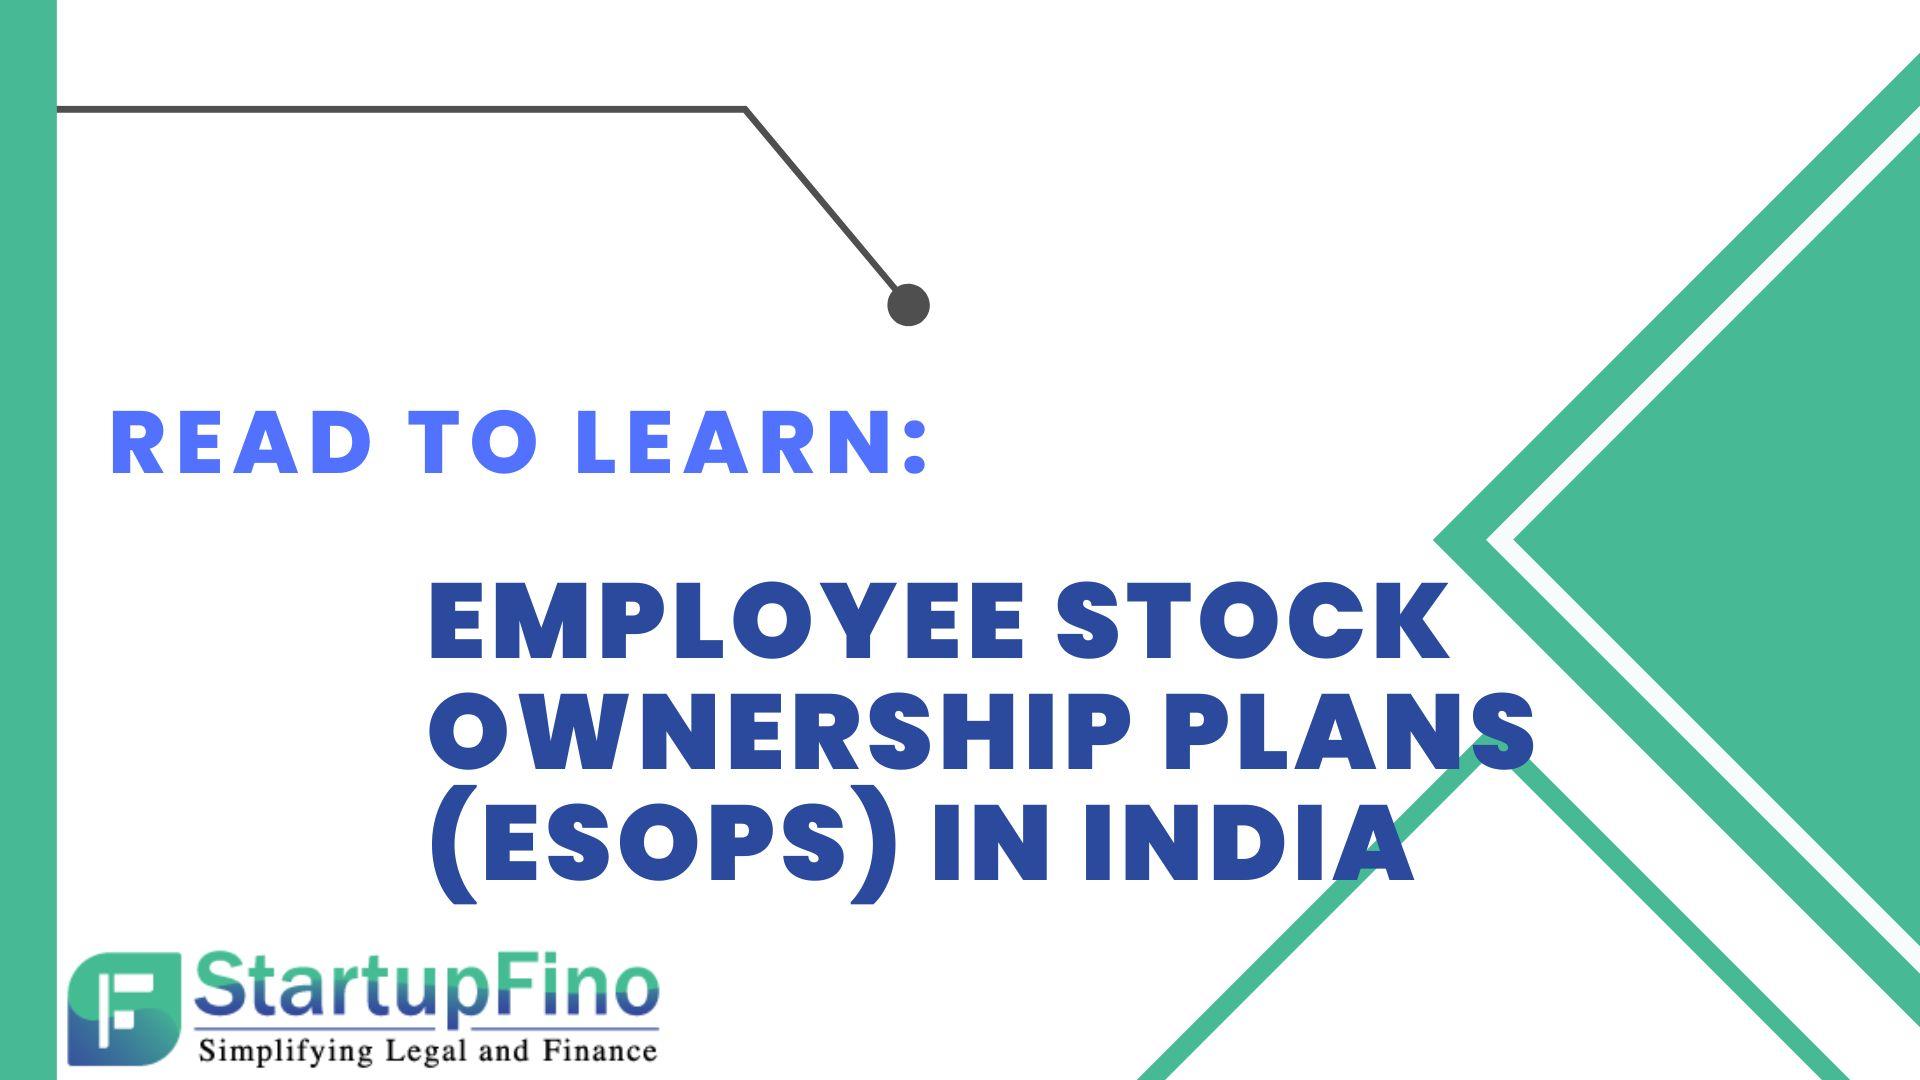 READ TO LEARN:
EMPLOYEE STOCK
OWNERSHIP PLANS
(ESOPS) IN INDIA
StartupFino
Simplifying Legal and Finance